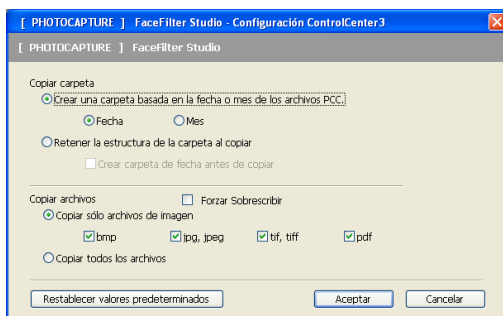 [ PHOTOCAPTURE ] FaceFilter Studio - Configuración ControlCenter3
[ PHOTOCAPTURE ] FaceFilter Studio
Copiar carpeta
Crear una carpeta basada en la fecha o mes de los archivos PCC.
Fecha Mes
Retener la estructura de la carpeta al copiar
Crear carpeta de fecha antes de copiar
Copiar archivos Forzar Sobrescribir
Copiar sólo archivos de imagen
bmp jpg, jpeg tif, tiff pdf
Copiar todos los archivos
Restablecer valores predeterminados Aceptar Cancelar